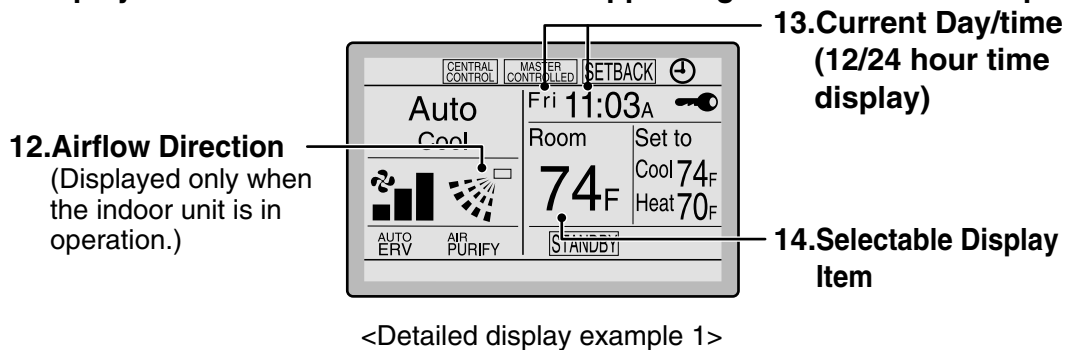 13.Current Day/time
(12/24 hour time
display)
CENTRAL CONTROL
MASTER CONTROLLED
SETBACK
Auto
Cool
Fri 11:03A
Room
74F
Set to
Cool 74F
Heat 70F
12.Airflow Direction
(Displayed only when
the indoor unit is in
operation.)
AUTO
ERV
AIR
PURIFY
STANDBY
14.Selectable Display
Item
<Detailed display example 1>